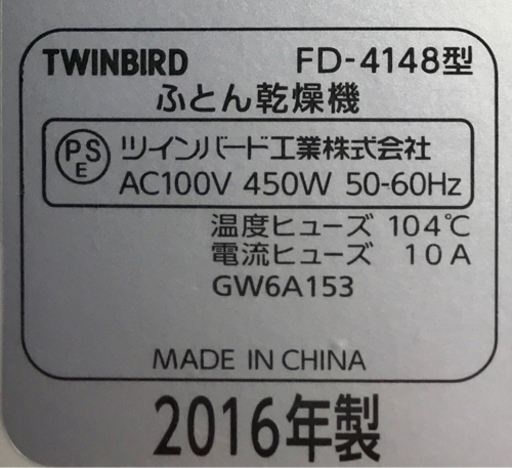 TWINBIRD FD-4148型
ふとん乾燥機
PSE ツインバード工業株式会社
AC100V 450W 50-60Hz
温度ヒューズ 104℃
電流ヒューズ 10A
GW6A153
MADE IN CHINA
2016年製